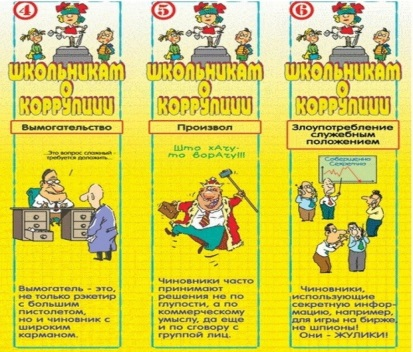 4
ШКОЛЬНИКАМ
О
КОРРУПЦИИ
Вымогательство
...Это вопрос сложный
требуется доложить...
Вымогатель - это,
не только рэкетир
с большим
пистолетом,
но и чиновник с
широким
карманом.
5
ШКОЛЬНИКАМ
О
КОРРУПЦИИ
Произвол
Што хАчу-
то варАчу!!!
Чиновники часто
принимают
решения не по
глупости, а по
коммерческому
умыслу, да еще
и по сговору с
группой лиц.
6
ШКОЛЬНИКАМ
О
КОРРУПЦИИ
Злоупотребление
служебным
положением
Совершенно
Секретно
Чиновники,
использующие
секретную инфор-
мацию, например,
для игры на бирже,
не шпионы!
Они - ЖУЛИКИ!